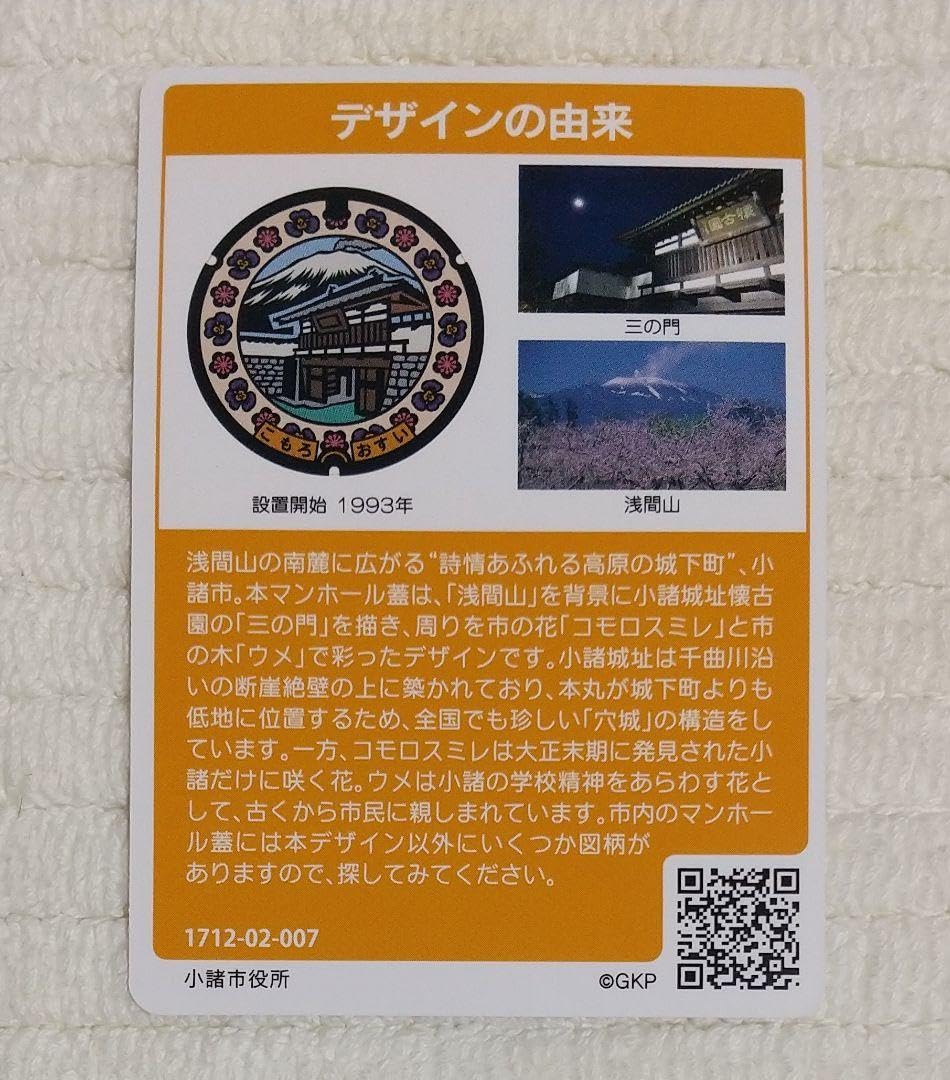 デザインの由来
懐古園
三の門
こもろ おすい
設置開始 1993年
浅間山
浅間山の南麓に広がる“詩情あふれる高原の城下町”、小
諸市。本マンホール蓋は、「浅間山」を背景に小諸城址懐古
園の「三の門」を描き、周りを市の花「コモロスミレ」と市
の木「ウメ」で彩ったデザインです。小諸城址は千曲川沿
いの断崖絶壁の上に築かれており、本丸が城下町よりも
低地に位置するため、全国でも珍しい「穴城」の構造をし
ています。一方、コモロスミレは大正末期に発見された小
諸だけに咲く花。ウメは小諸の学校精神をあらわす花と
して、古くから市民に親しまれています。市内のマンホー
ル蓋には本デザイン以外にいくつか図柄が
ありますので、探してみてください。
1712-02-007
小諸市役所
©GKP